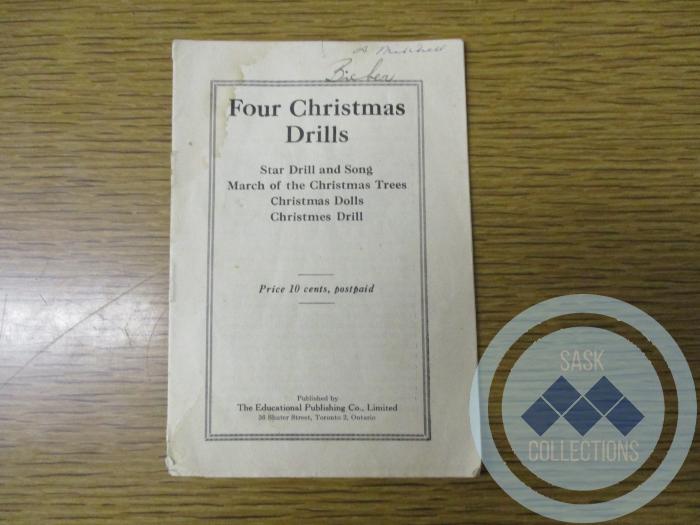 Four Christmas
Drills
Star Drill and Song
March of the Christmas Trees
Christmas Dolls
Christmes Drill
Price 10 cents, postpaid
Published by
The Educational Publishing Co., Limited
36 Shuter Street, Toronto 2, Ontario
SASK
COLLECTIONS